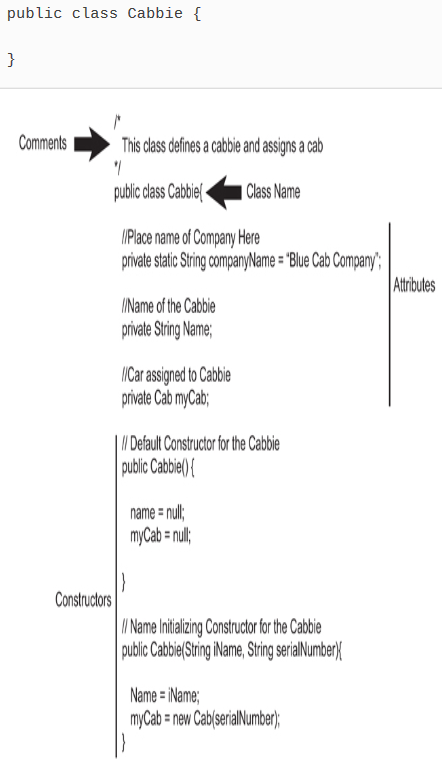 public class Cabbie {
}
/*
Comments
This class defines a cabbie and assigns a cab
*/
public class Cabbie{
Class Name
//Place name of Company Here
private static String companyName = "Blue Cab Company";
Attributes
//Name of the Cabbie
private String Name;
//Car assigned to Cabbie
private Cab myCab;
// Default Constructor for the Cabbie
public Cabbie() {
name = null;
myCab = null;
}
Constructors
// Name Initializing Constructor for the Cabbie
public Cabbie(String iName, String serialNumber){
Name = iName;
myCab = new Cab(serialNumber);
}